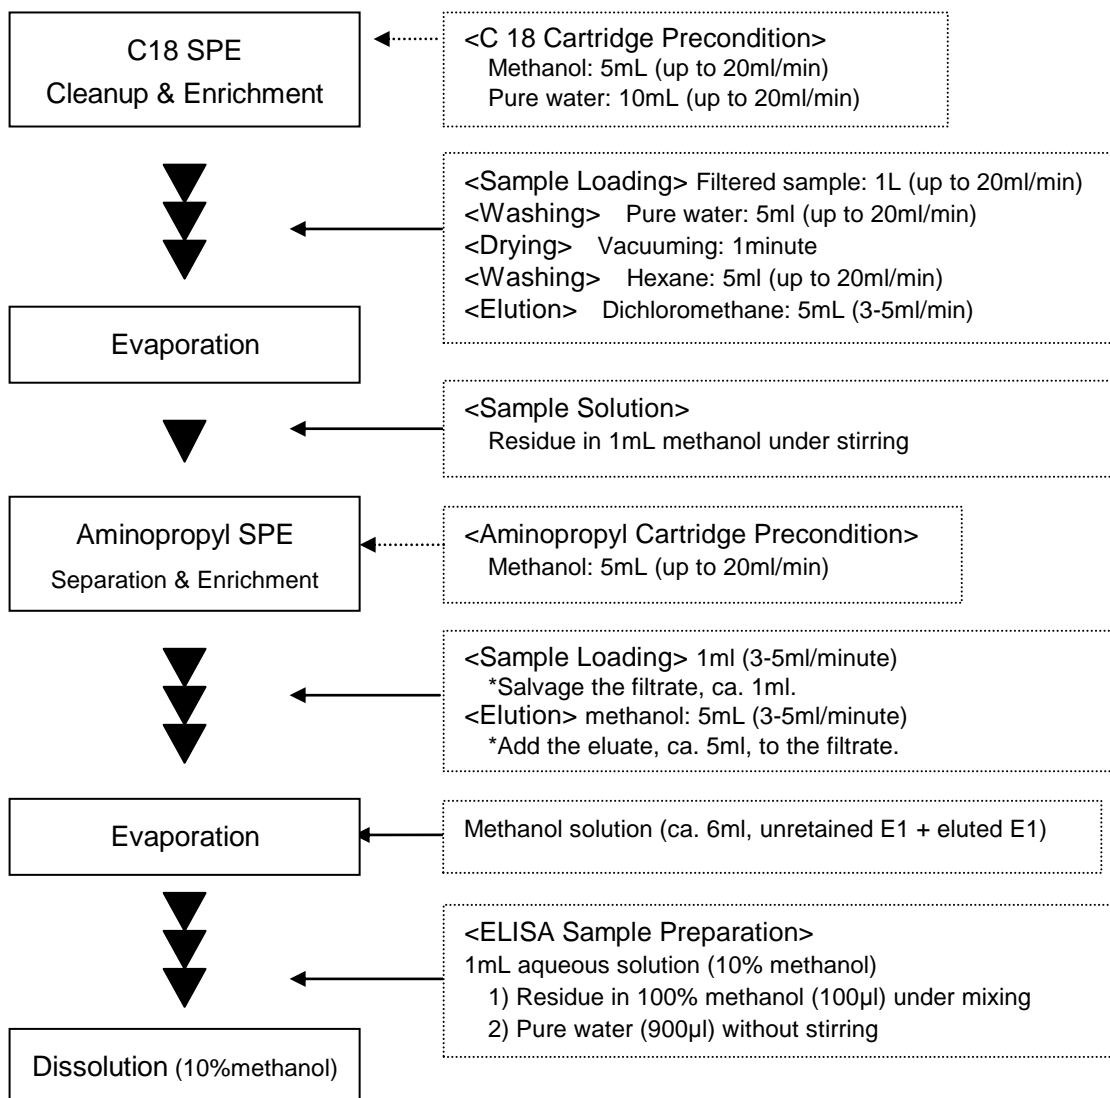 C18 SPE
Cleanup & Enrichment
<C 18 Cartridge Precondition>
Methanol: 5mL (up to 20ml/min)
Pure water: 10mL (up to 20ml/min)
<Sample Loading> Filtered sample: 1L (up to 20ml/min)
<Washing> Pure water: 5ml (up to 20ml/min)
<Drying> Vacuuming: 1minute
<Washing> Hexane: 5ml (up to 20ml/min)
<Elution> Dichloromethane: 5mL (3-5ml/min)
Evaporation
<Sample Solution>
Residue in 1mL methanol under stirring
Aminopropyl SPE
Separation & Enrichment
<Aminopropyl Cartridge Precondition>
Methanol: 5mL (up to 20ml/min)
<Sample Loading> 1ml (3-5ml/minute)
*Salvage the filtrate, ca. 1ml.
<Elution> methanol: 5mL (3-5ml/minute)
*Add the eluate, ca. 5ml, to the filtrate.
Evaporation
Methanol solution (ca. 6ml, unretained E1 + eluted E1)
<ELISA Sample Preparation>
1mL aqueous solution (10% methanol)
1) Residue in 100% methanol (100µl) under mixing
2) Pure water (900µl) without stirring
Dissolution (10%methanol)